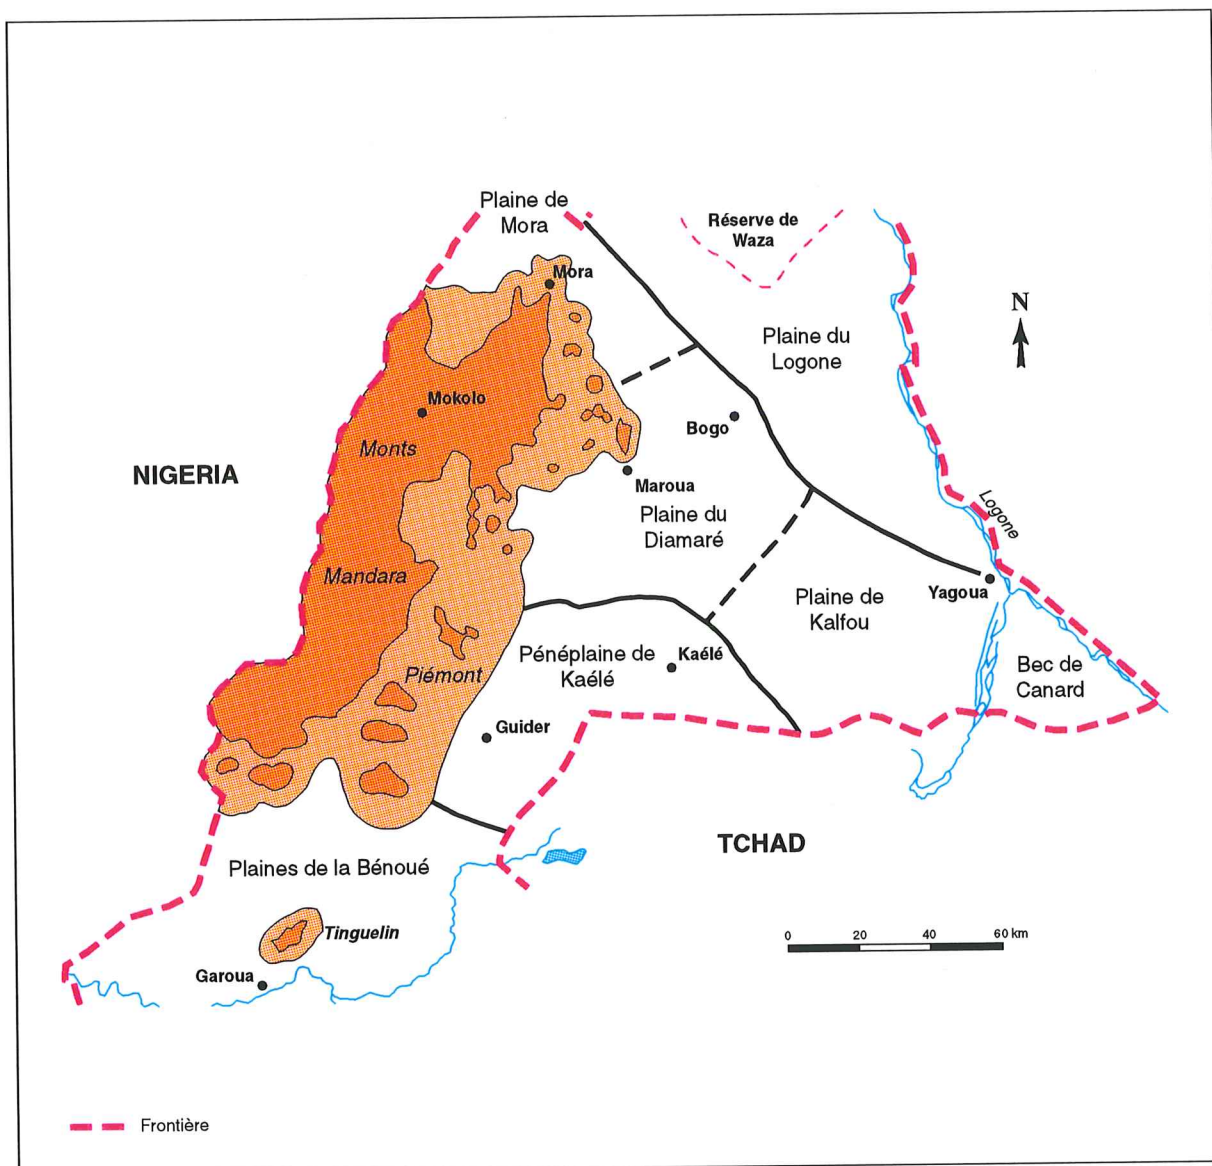 Plaine de
Mora
Réserve de
Waza
Mora
N
Plaine du
Logone
Mokolo
Bogo
Monts
NIGERIA
Maroua
Logone
Plaine du
Diamaré
Mandara
Yagoua
Plaine de
Kalfou
Pénéplaine de
Kaélé
Kaélé
Bec de
Canard
Piémont
Guider
TCHAD
Plaines de la Bénoué
Tinguelin
0 20 40 60 km
Garoua
Frontière